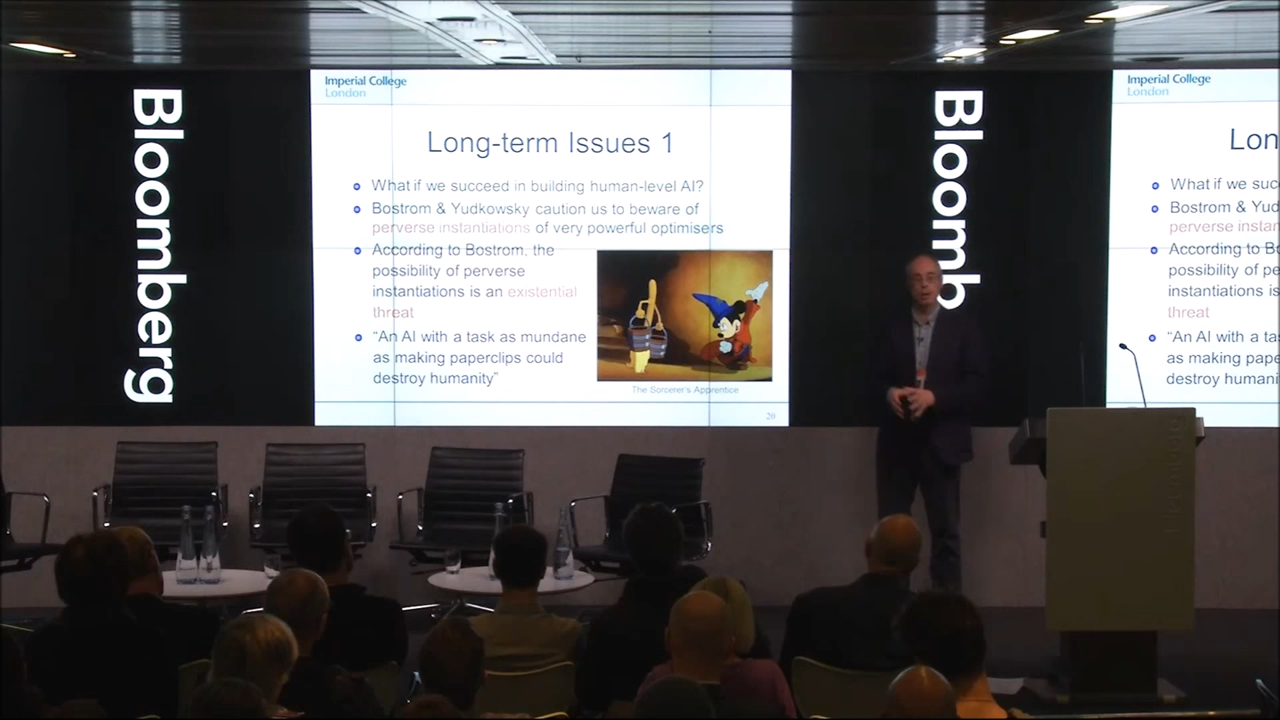 Bloomberg
Imperial College
London
Long-term Issues 1
What if we succeed in building human-level AI?
Bostrom & Yudkowsky caution us to beware of
perverse instantiations of very powerful optimisers
According to Bostrom, the
possibility of perverse
instantiations is an existential
threat
“An AI with a task as mundane
as making paperclips could
destroy humanity”
The Sorcerer's Apprentice
20
Bloomb
Imperial College
London
Lon
What if we suc
Bostrom & Yud
perverse instan
According to Bo
possibility of pe
instantiations is
threat
“An AI with a ta
as making pape
destroy humani